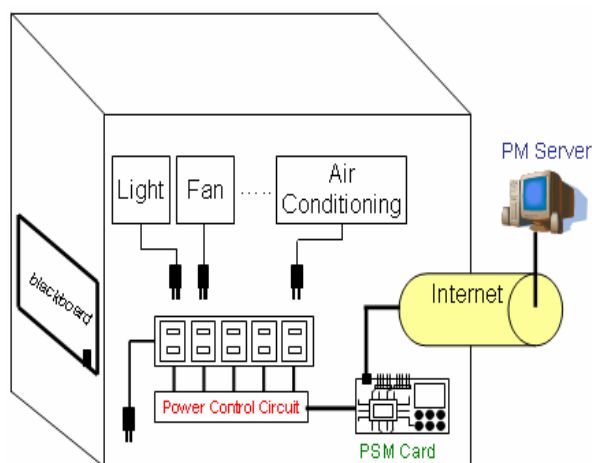 PM Server
Light
Fan
.....
Air
Conditioning
blackboard
Internet
Power Control Circuit
PSM Card